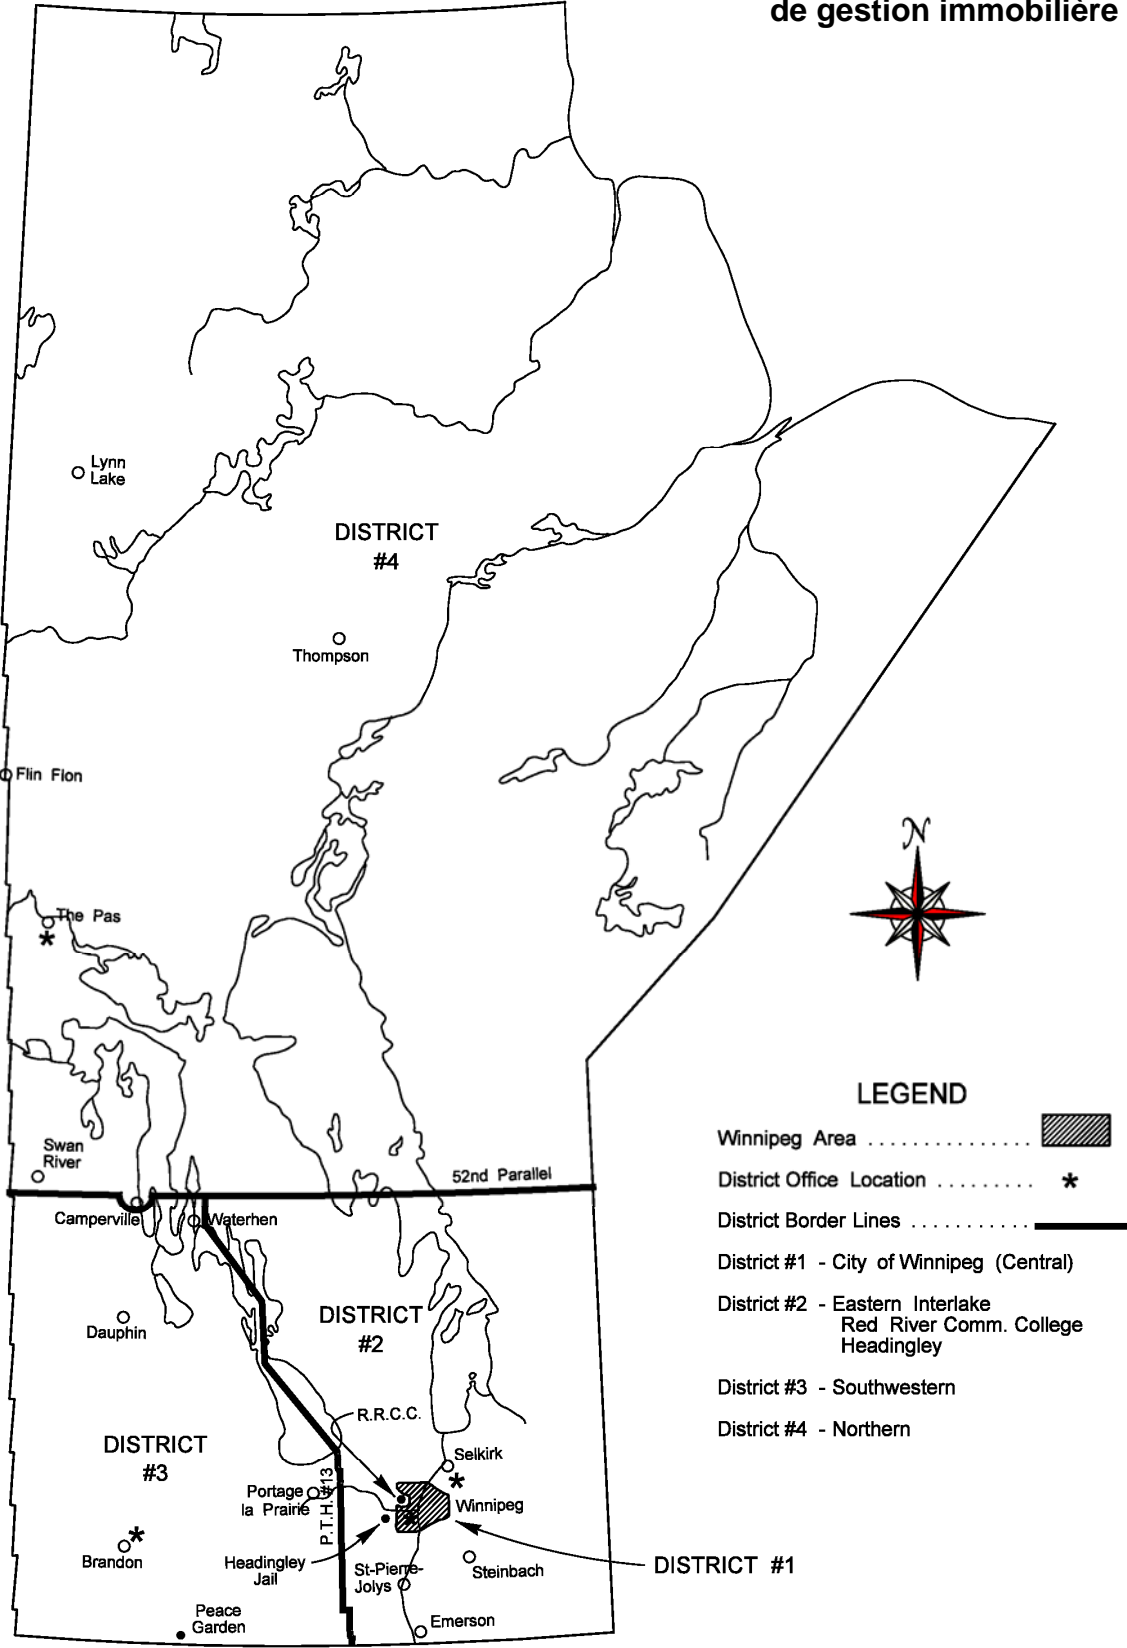 de gestion immobilière
Lynn
Lake
DISTRICT
#4
Thompson
Flin Flon
N
The Pas
*
LEGEND
Winnipeg Area ...............
District Office Location ......... *
District Border Lines ...........
District #1 - City of Winnipeg (Central)
District #2 - Eastern Interlake
Red River Comm. College
Headingley
District #3 - Southwestern
District #4 - Northern
Swan
River
52nd Parallel
Camperville
Waterhen
Dauphin
DISTRICT
#2
R.R.C.C.
DISTRICT
#3
Selkirk
*
Portage
la Prairie
P.T.H. #13
Winnipeg
*
*
Brandon
Headingley
Jail
St-Pierre-
Jolys
Steinbach
DISTRICT #1
Peace
Garden
Emerson